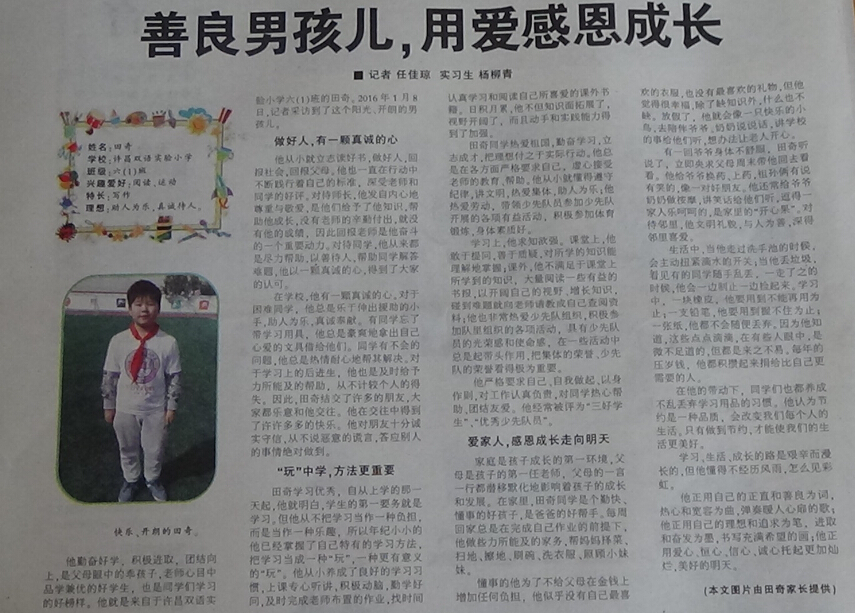 善良男孩儿,用爱感恩成长
■ 记者 任佳琼 实习生 杨柳青
姓名:田奇
学校:许昌双语实验小学
班级:六(1)班
兴趣爱好:阅读、运动
特长:写作
理想:助人为乐、真诚待人。
快乐、开朗的田奇。
他勤奋好学、积极进取,团结向
上,是父母眼中的乖孩子,老师心目中
品学兼优的好学生,也是同学们学习
的好榜样。他就是来自于许昌双语实
验小学六(1)班的田奇。2016年1月8
日,记者采访到了这个阳光、开朗的男
孩儿。
做好人,有一颗真诚的心
他从小就立志读好书,做好人,回
报社会,回报父母,他也一直在行动中
不断践行着自己的标准,深受老师和
同学的好评。对待师长,他发自内心地
尊重与敬爱,是他们给予了他知识,帮
助他成长,没有老师的辛勤付出,就没
有他的成绩,因此回报老师是他奋斗
的一个重要动力。对待同学,他从来都
是尽力帮助,以善待人,帮助同学解答
难题,他以一颗真诚的心,得到了大家
的认可。
在学校,他有一颗真诚的心,对于
困难同学,他总是乐于伸出援助的小
手,助人为乐,真诚奉献。有同学忘了
带学习用具,他总是豪爽地拿出自己
心爱的文具借给他们。同学有不会的
问题,他总是热情耐心地帮其解决,对
于学习上的后进生,他也是及时给予
力所能及的帮助,从不计较个人的得
失。因此,田奇结交了许多的朋友,大
家都乐意和他交往。他在交往中得到
了许许多多的快乐。他对朋友十分诚
实守信,从不说恶意的谎言,答应别人
的事情绝对做到。
“玩”中学,方法更重要
田奇学习优秀,自从上学的那一
天起,他就明白,学生的第一要务就是
学习。但他从不把学习当作一种负担,
而是当作一种乐趣,所以年纪小小的
他已经掌握了自己特有的学习方法,
把学习当成一种“玩”,一种更有意义
的“玩”。他从小养成了良好的学习习
惯,上课专心听讲,积极动脑,勤学好
问,及时完成老师布置的作业,找时间
认真学习和阅读自己所喜爱的课外书
籍。日积月累,他不但知识面拓展了,
视野开阔了,而且动手和实践能力得
到了加强。
田奇同学热爱祖国,勤奋学习,立
志成才,把理想付之于实际行动。他总
是在各方面严格要求自己,虚心接受
老师的教育、帮助。他从小就懂得遵守
纪律,讲文明,热爱集体,助人为乐;他
热爱劳动,带领少先队员参加少先队
开展的各项有益活动,积极参加体育
锻炼,身体素质好。
学习上,他求知欲强。课堂上,他
敢于提问,善于质疑,对所学的知识能
理解地掌握;课外,他不满足于课堂上
所学到的知识,大量阅读一些有益的
书报,以开阔自己的视野,增长知识,
碰到难题就向老师请教或自己查阅资
料;他也非常热爱少先队组织,积极参
加队里组织的各项活动,具有少先队
员的光荣感和使命感,在一些活动中
总是起带头作用,把集体的荣誉、少先
队的荣誉看得极为重要。
他严格要求自己,自我做起,以身
作则,对工作认真负责,对同学热心帮
助、团结友爱。他经常被评为“三好学
生”、“优秀少先队员”。
爱家人,感恩成长走向明天
家庭是孩子成长的第一环境,父
母是孩子的第一任老师,父母的一言
一行都潜移默化地影响着孩子的成长
和发展。在家里,田奇同学是个勤快、
懂事的好孩子,是爸爸的好帮手。每周
回家总是在完成自己作业的前提下,
他做些力所能及的家务,帮妈妈择菜、
扫地、擦地、刷碗、洗衣服、照顾小妹
妹。
懂事的他为了不给父母在金钱上
增加任何负担,他似乎没有自己最喜
欢的衣服,也没有最喜欢的礼物,但他
觉得很幸福,除了缺知识外,什么也不
缺。放假了,他就会像一只快乐的小
鸟,去陪伴爷爷、奶奶说说话,讲学校
的事给他们听,想办法让老人开心。
有一回爷爷身体不舒服,田奇听
说了,立即央求父母周末带他回去看
看。他给爷爷换药、上药,祖孙俩有说
有笑的,像一对好朋友。他还常给爷爷
奶奶做按摩,讲笑话给他们听,逗得一
家人乐呵呵的,是家里的“开心果”。对
待邻里,他文明礼貌,与人为善,深得
邻里喜爱。
生活中,当他走过洗手池的时候,
会主动扭紧滴水的开关;当他丢垃圾,
看见有的同学随手乱丢、一走了之的
时候,他会一边制止一边捡起来。学习
中,一块橡皮,他要用到不能再用为
止;一支铅笔,他要用到握不住为止;
一张纸,他都不会随便丢弃,因为他知
道,这些点点滴滴,在有些人眼中,是
微不足道的,但都是来之不易。每年的
压岁钱,他都积攒起来捐给比自己更
需要的人。
在他的带动下,同学们也都养成
不乱丢弃学习用品的习惯。他认为节
约是一种品质,会改变我们每个人的
生活。只有做到节约,才能使我们的生
活更美好。
学习、生活、成长的路是艰辛而漫
长的,但他懂得不经历风雨,怎么见彩
虹。
他正用自己的正直和善良为词,
热心和宽容为曲,弹奏暖人心扉的歌;
他正用自己的理想和追求为笔,进取
和奋发为墨,书写充满希望的画;他正
用爱心、恒心、信心、诚心托起更加灿
烂、美好的明天。
(本文图片由田奇家长提供)